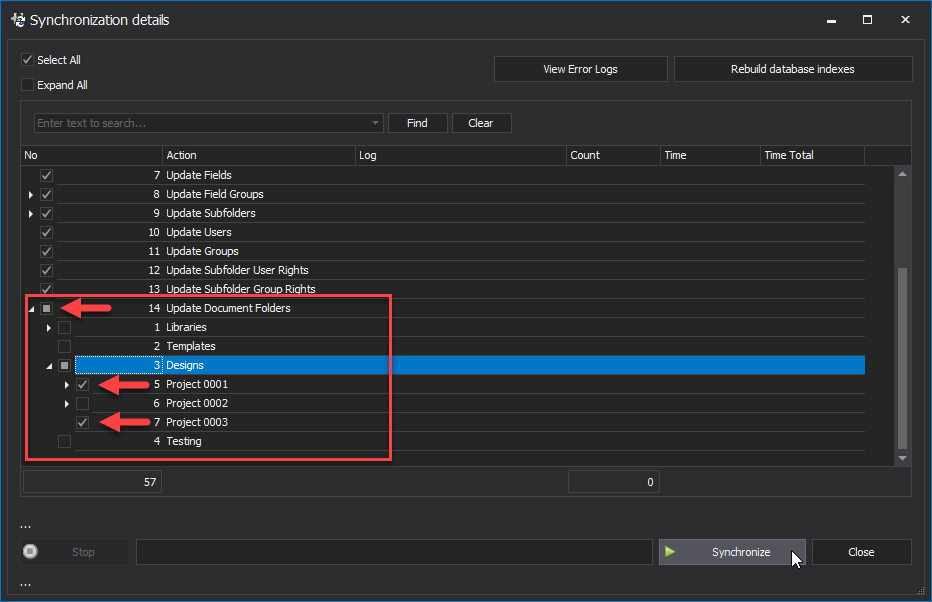 Synchronization details
Select All
Expand All
View Error Logs Rebuild database indexes
Enter text to search... Find Clear
No Action Log Count Time Time Total
7 Update Fields
8 Update Field Groups
9 Update Subfolders
10 Update Users
11 Update Groups
12 Update Subfolder User Rights
13 Update Subfolder Group Rights
14 Update Document Folders
1 Libraries
2 Templates
3 Designs
5 Project 0001
6 Project 0002
7 Project 0003
4 Testing
57 0
...
Stop Synchronize Close
...